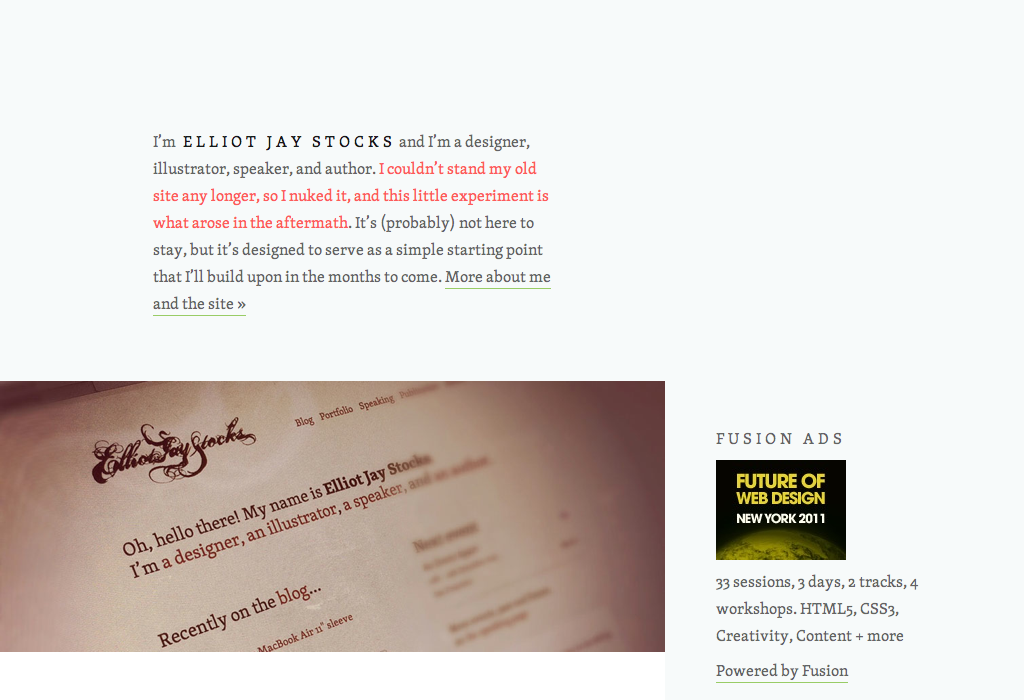 I'm ELLIOT JAY STOCKS and I'm a designer,
illustrator, speaker, and author. I couldn't stand my old
site any longer, so I nuked it, and this little experiment is
what arose in the aftermath. It's (probably) not here to
stay, but it's designed to serve as a simple starting point
that I'll build upon in the months to come. More about me
and the site »
Blog Portfolio Speaking Publications
Elliot Jay Stocks
Oh, hello there! My name is Elliot Jay Stocks
I'm a designer, an illustrator, a speaker, and an author.
Next event
Recently on the blog...
MacBook Air 11" sleeve
FUSION ADS
FUTURE OF
WEB DESIGN
NEW YORK 2011
33 sessions, 3 days, 2 tracks, 4
workshops. HTML5, CSS3,
Creativity, Content + more
Powered by Fusion